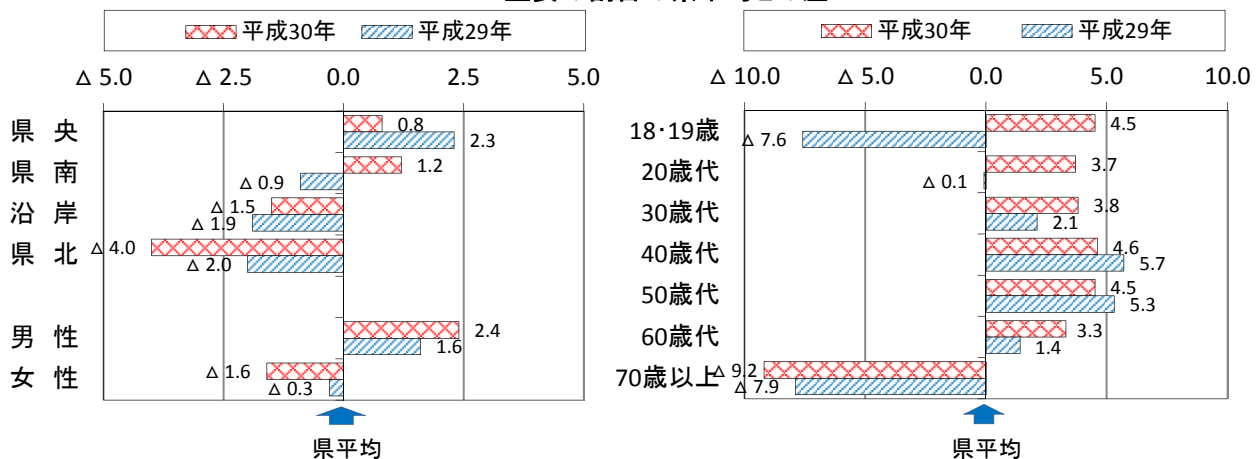 平成30年 平成29年
△ 5.0 △ 2.5 0.0 2.5 5.0
県 央 0.8
2.3
県 南 1.2
△ 0.9
沿 岸 △ 1.5
△ 1.9
県 北 △ 4.0
△ 2.0
男 性 2.4
1.6
女 性 △ 1.6
△ 0.3
県平均
平成30年 平成29年
△ 10.0 △ 5.0 0.0 5.0 10.0
18・19歳 4.5
△ 7.6
20歳代 3.7
△ 0.1
30歳代 3.8
2.1
40歳代 4.6
5.7
50歳代 4.5
5.3
60歳代 3.3
1.4
70歳以上 △ 9.2
△ 7.9
県平均